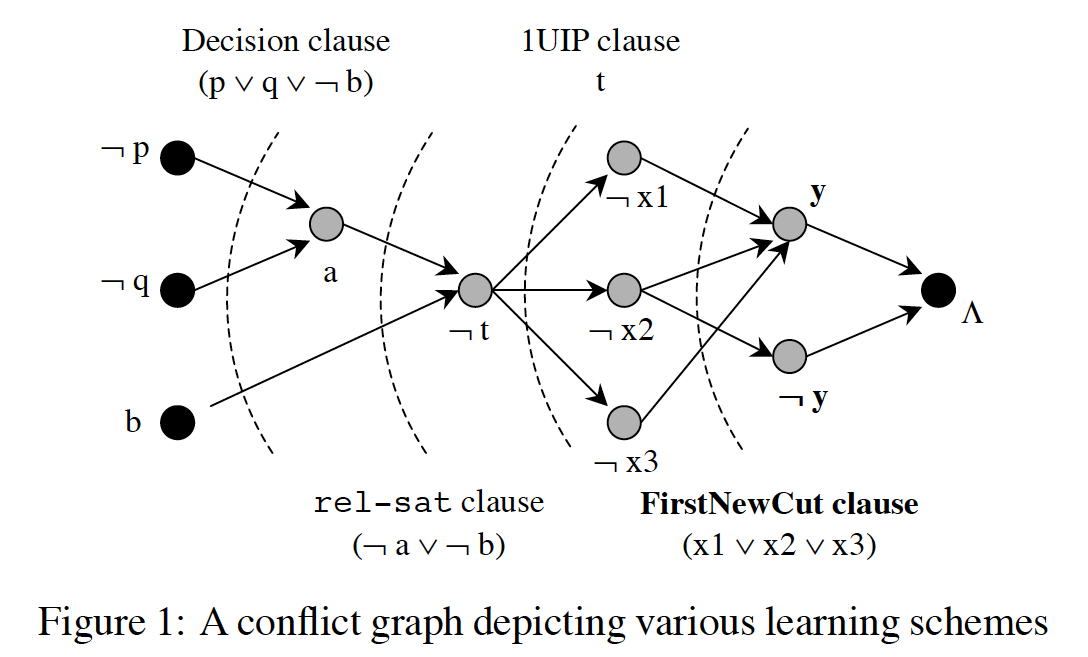 Decision clause
(p ∨ q ∨ ¬ b)
1UIP clause
t
¬ p
¬ q
b
a
¬ t
¬ x1
¬ x2
¬ x3
y
¬ y
Λ
rel-sat clause
(¬ a ∨ ¬ b)
FirstNewCut clause
(x1 ∨ x2 ∨ x3)
Figure 1: A conflict graph depicting various learning schemes